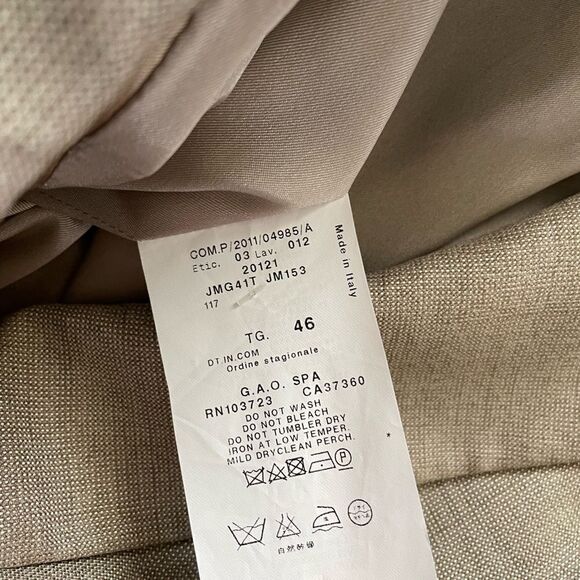 COM.P/2011/04985/A
Etic. 03 Lav. 012
20121
JMG41T JM153
117
Made in Italy
TG. 46
DT.IN.COM
Ordine stagionale
G.A.O. SPA
RN103723 CA37360
DO NOT WASH
DO NOT BLEACH
DO NOT TUMBLER DRY
IRON AT LOW TEMPER.
MILD DRYCLEAN PERCH.
P
自然乾燥